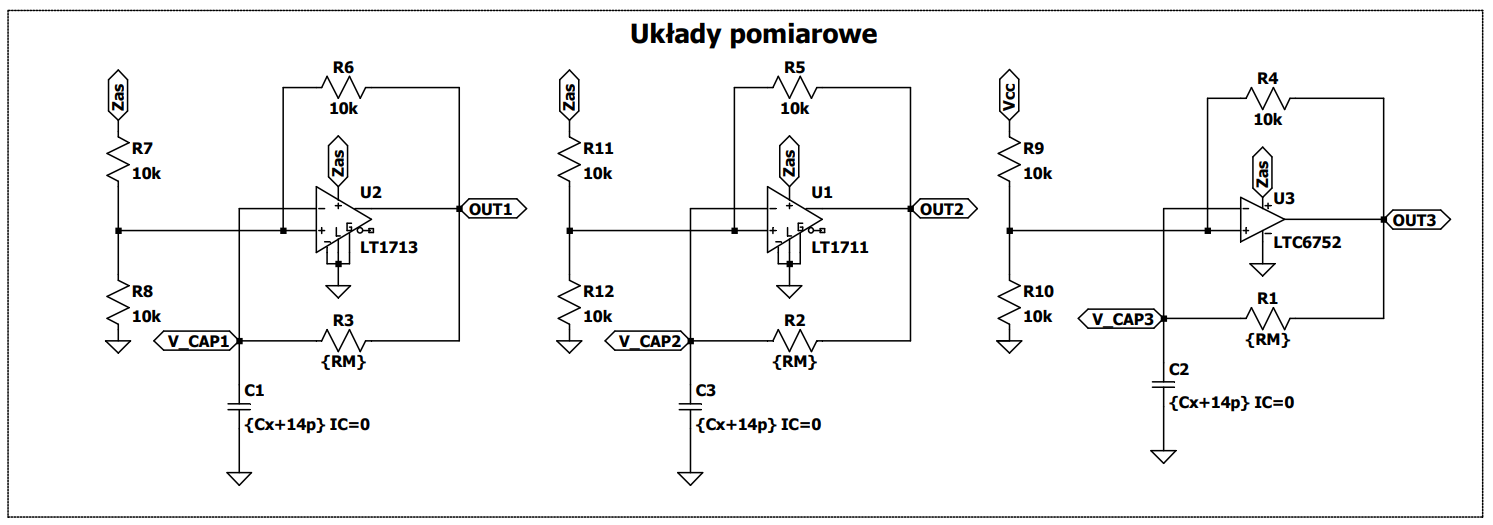 Układy pomiarowe
Zas
R7
10k
R8
10k
R6
10k
Zas
U2
LT1713
OUT1
R3
{RM}
V_CAP1
C1
{Cx+14p} IC=0
Zas
R11
10k
R12
10k
R5
10k
Zas
U1
LT1711
OUT2
R2
{RM}
V_CAP2
C3
{Cx+14p} IC=0
Vcc
R9
10k
R10
10k
R4
10k
Zas
U3
LTC6752
OUT3
R1
{RM}
V_CAP3
C2
{Cx+14p} IC=0